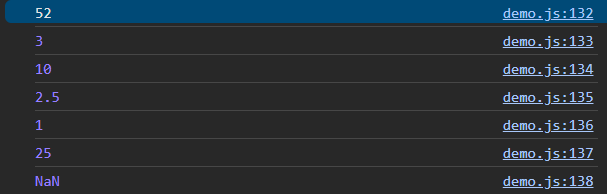 52 demo.js:132
3 demo.js:133
10 demo.js:134
2.5 demo.js:135
1 demo.js:136
25 demo.js:137
NaN demo.js:138